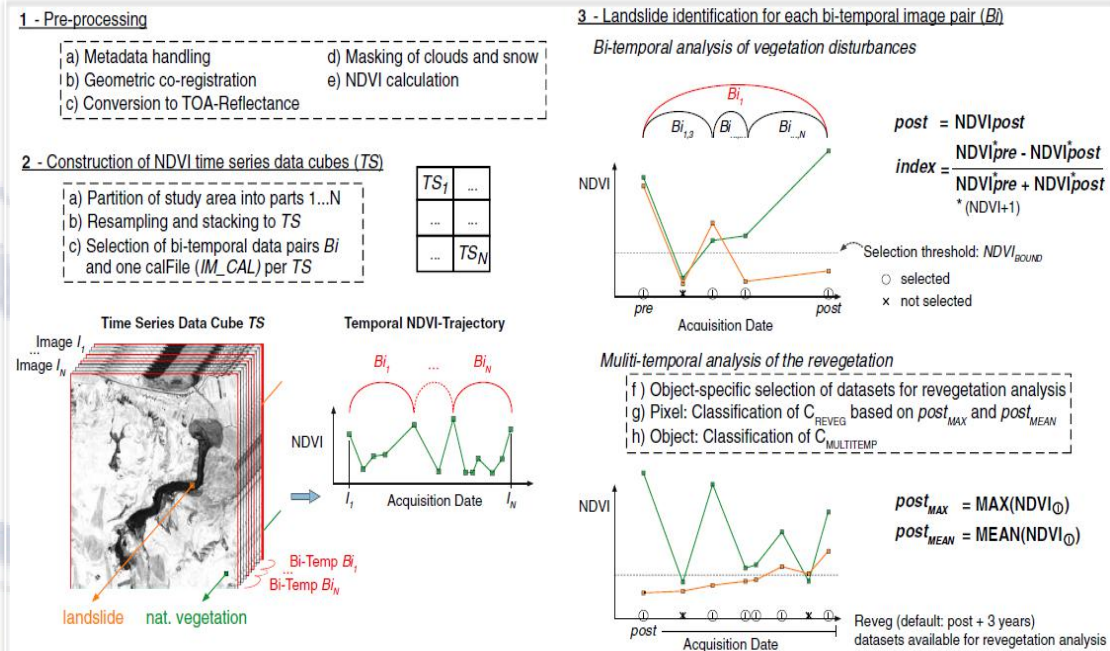 1 - Pre-processing
a) Metadata handling
b) Geometric co-registration
c) Conversion to TOA-Reflectance
d) Masking of clouds and snow
e) NDVI calculation
2 - Construction of NDVI time series data cubes (TS)
a) Partition of study area into parts 1...N
b) Resampling and stacking to TS
c) Selection of bi-temporal data pairs Bi
and one calFile (IM_CAL) per TS
TS1 ...
... ...
... TSN
Time Series Data Cube TS
Image I1
...
Image IN
Bi-Temp Bi1
...
Bi-Temp BiN
landslide nat. vegetation
Temporal NDVI-Trajectory
Bi1 ... BiN
NDVI
I1 Acquisition Date IN
3 - Landslide identification for each bi-temporal image pair (Bi)
Bi-temporal analysis of vegetation disturbances
Bi1
Bi1,3 Bi...,... Bi...,N
NDVI
pre post
Acquisition Date
post = NDVIpost
index = NDVI*pre - NDVI*post
NDVI*pre + NDVI*post
* (NDVI+1)
Selection threshold: NDVIBOUND
selected
x not selected
Muliti-temporal analysis of the revegetation
f ) Object-specific selection of datasets for revegetation analysis
g) Pixel: Classification of CREVEG based on postMAX and postMEAN
h) Object: Classification of CMULTITEMP
NDVI
post
Acquisition Date
postMAX = MAX(NDVI①)
postMEAN = MEAN(NDVI①)
Reveg (default: post + 3 years)
datasets available for revegetation analysis